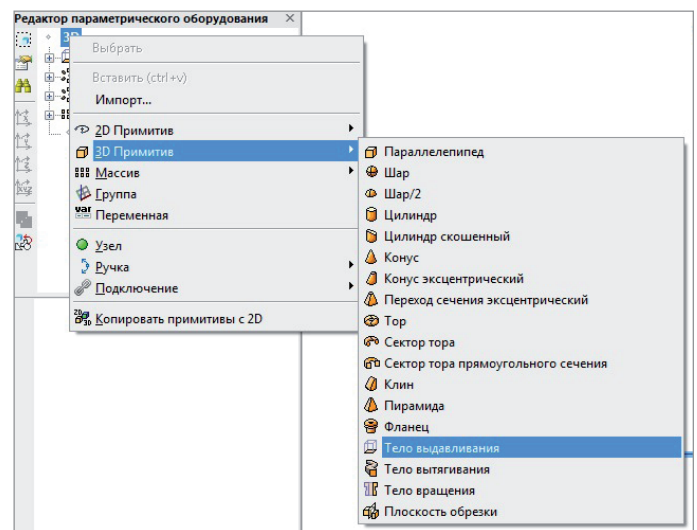 Редактор параметрического оборудования
3D
Выбрать
Вставить (ctrl+v)
Импорт...
2D Примитив
3D Примитив
Массив
Группа
var Переменная
Узел
Ручка
Подключение
Копировать примитивы с 2D
Параллелепипед
Шар
Шар/2
Цилиндр
Цилиндр скошенный
Конус
Конус эксцентрический
Переход сечения эксцентрический
Тор
Сектор тора
Сектор тора прямоугольного сечения
Клин
Пирамида
Фланец
Тело выдавливания
Тело вытягивания
Тело вращения
Плоскость обрезки